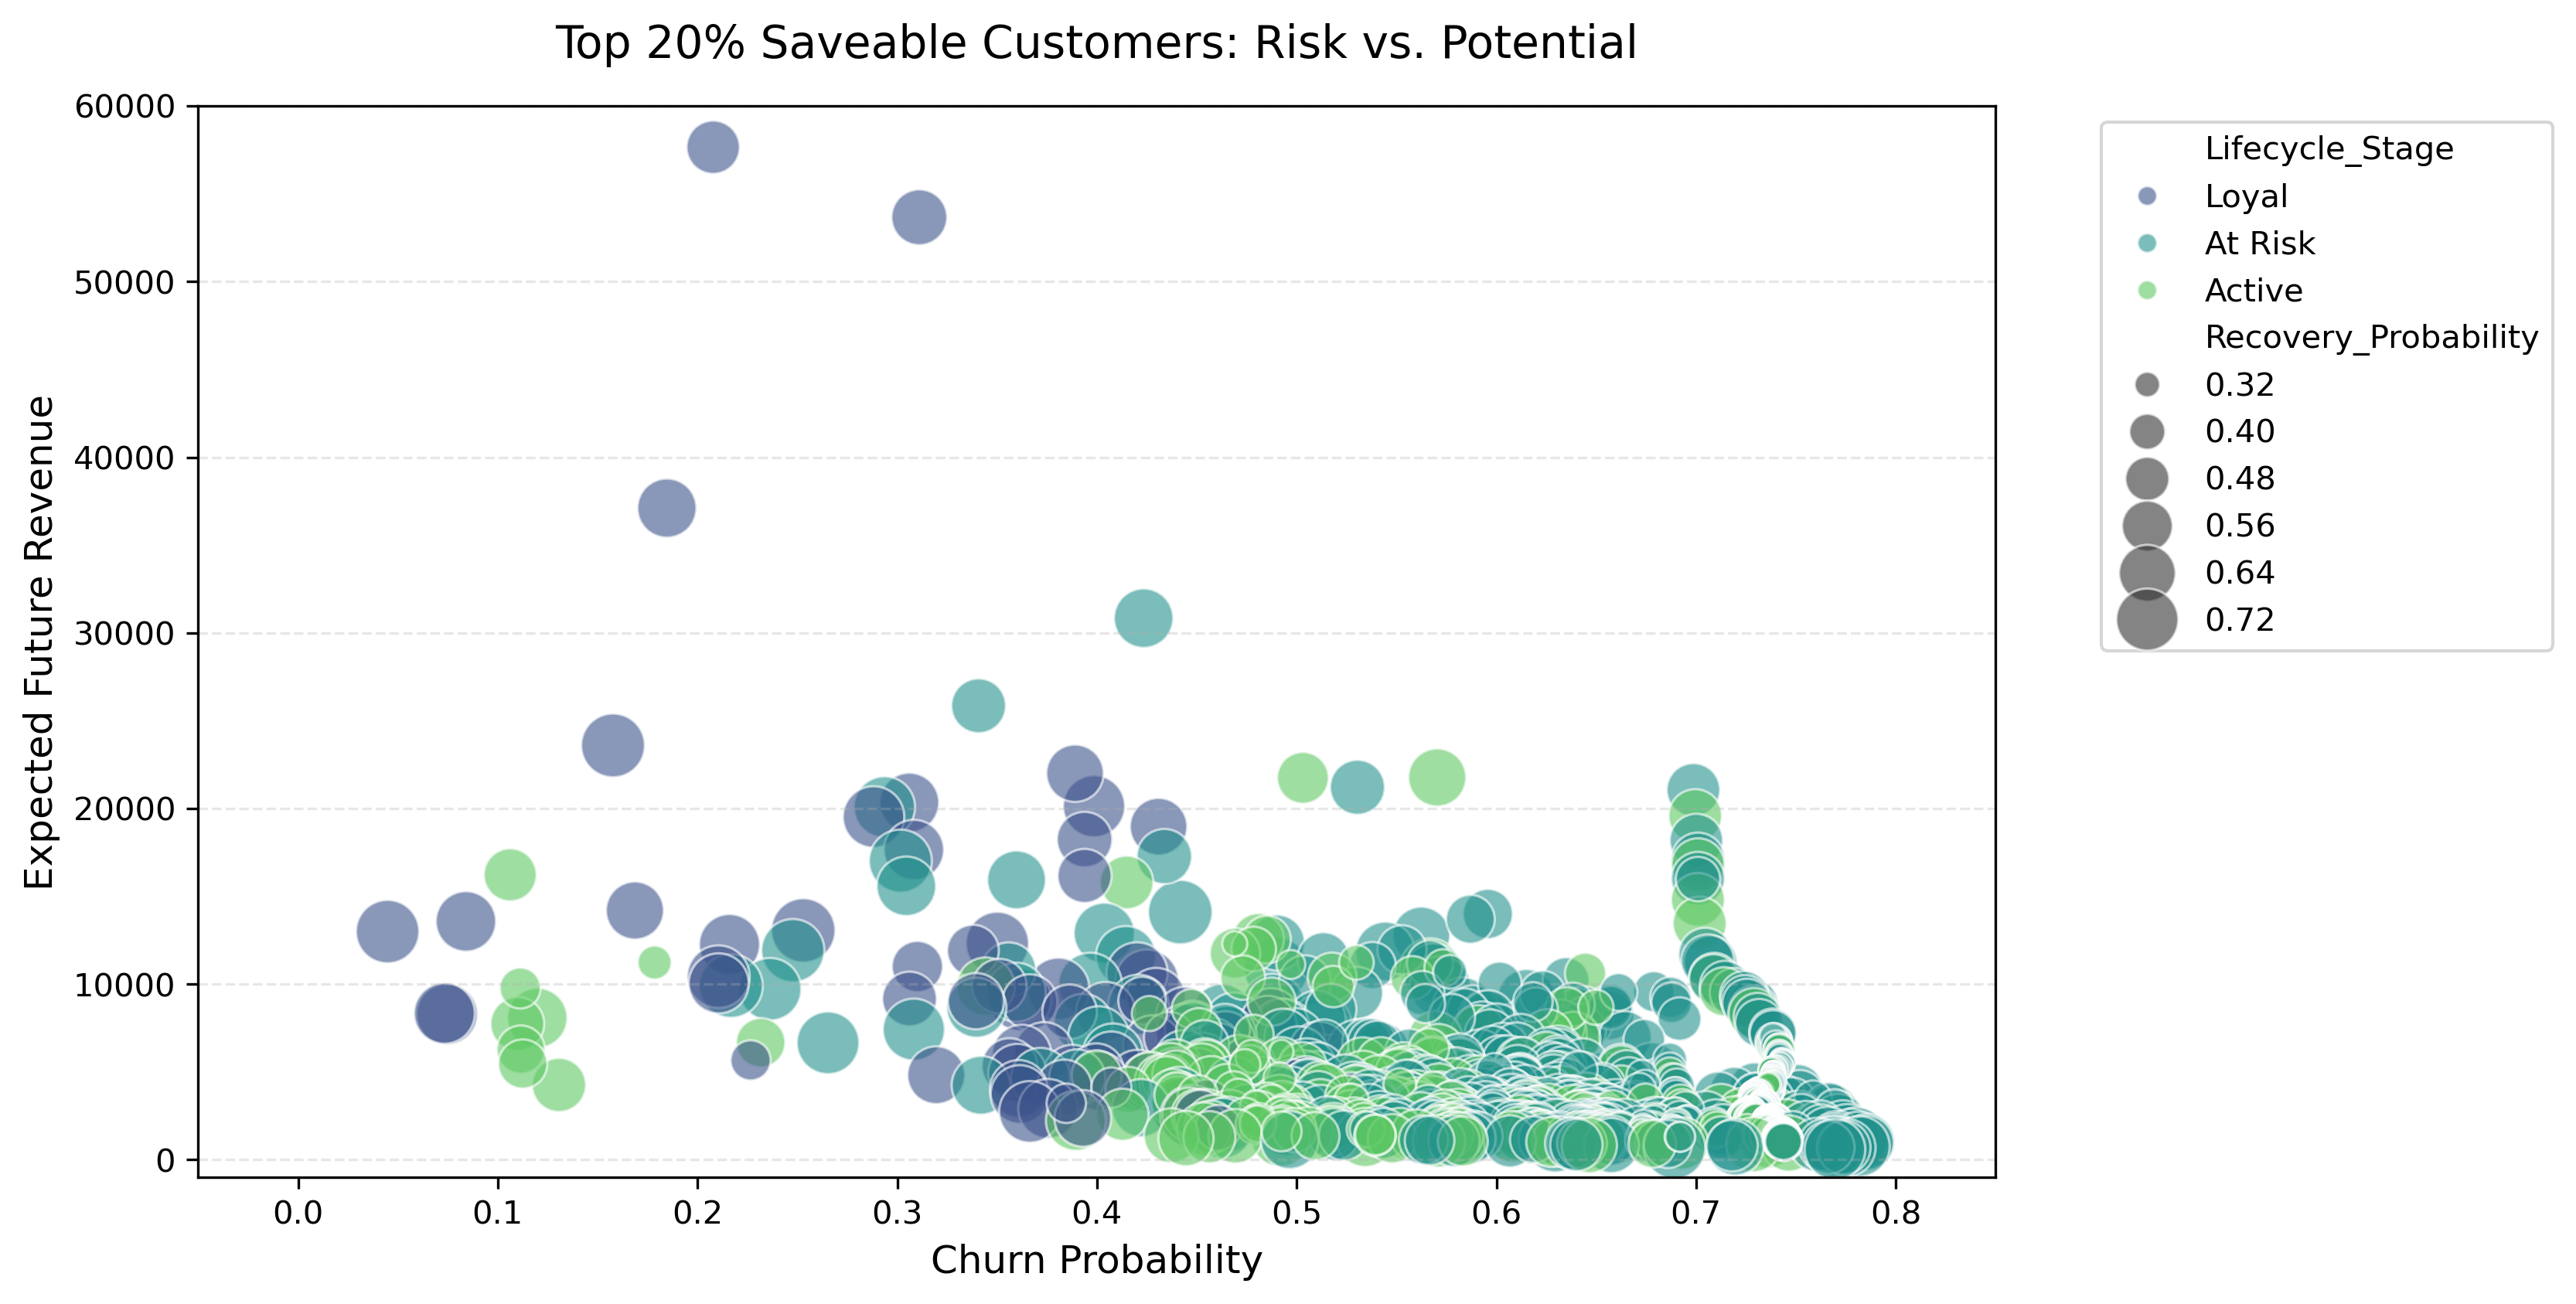 Top 20% Saveable Customers: Risk vs. Potential
60000
50000
40000
30000
20000
10000
0
Expected Future Revenue
0.0 0.1 0.2 0.3 0.4 0.5 0.6 0.7 0.8
Churn Probability
Lifecycle_Stage
Loyal
At Risk
Active
Recovery_Probability
0.32
0.40
0.48
0.56
0.64
0.72